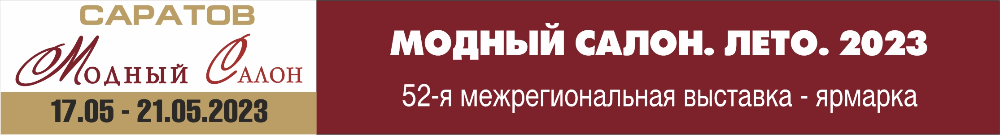 САРАТОВ
Модный Салон
17.05 - 21.05.2023
МОДНЫЙ САЛОН. ЛЕТО. 2023
52-я межрегиональная выставка - ярмарка